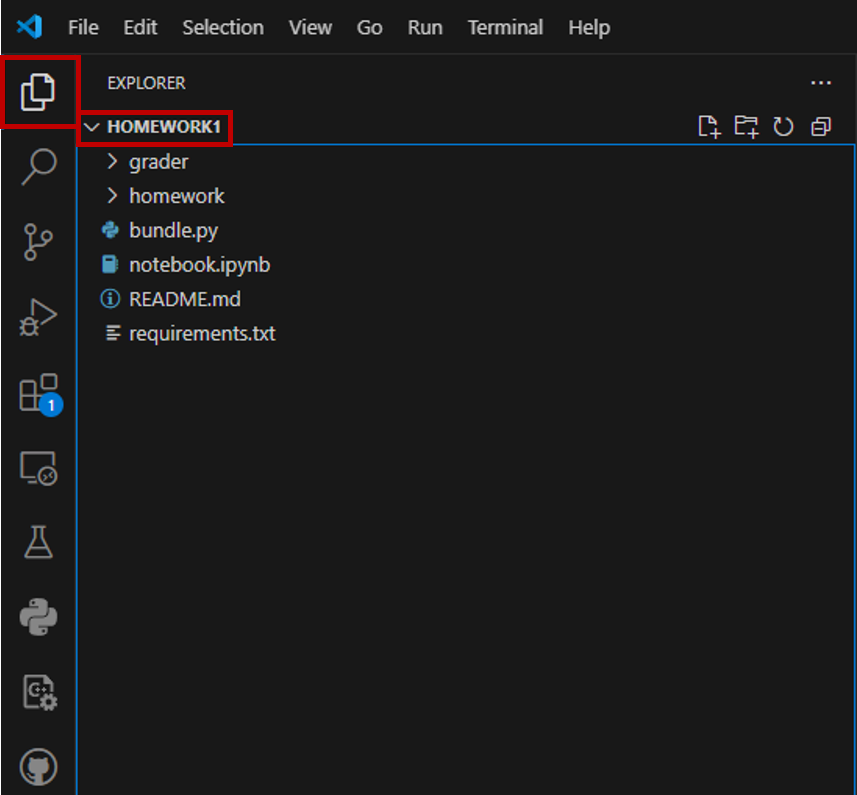 File Edit Selection View Go Run Terminal Help
EXPLORER
HOMEWORK1
grader
homework
bundle.py
notebook.ipynb
README.md
requirements.txt
1
C++